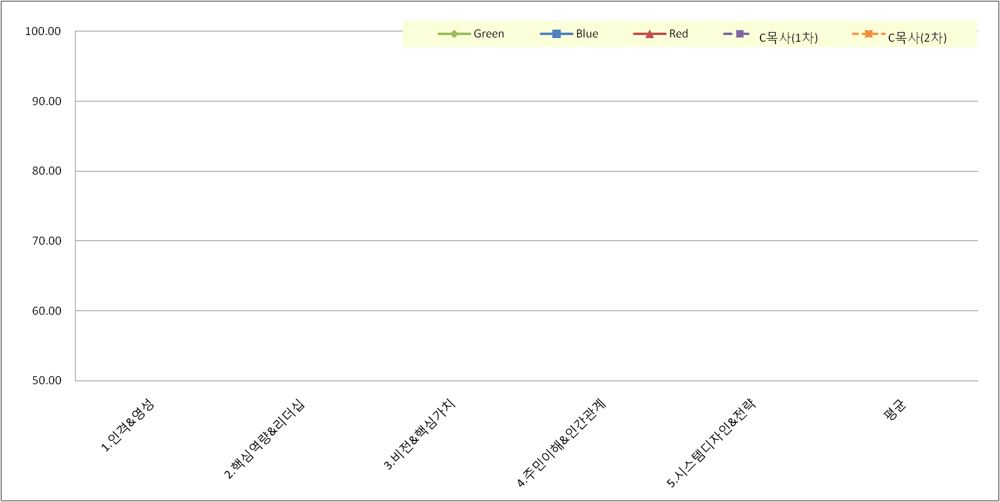 Green Blue Red C목사(1차) C목사(2차)
100.00
90.00
80.00
70.00
60.00
50.00
1.인격&영성
2.핵심역량&리더십
3.비전&핵심가치
4.주민이해&인간관계
5.시스템디자인&전략
평균